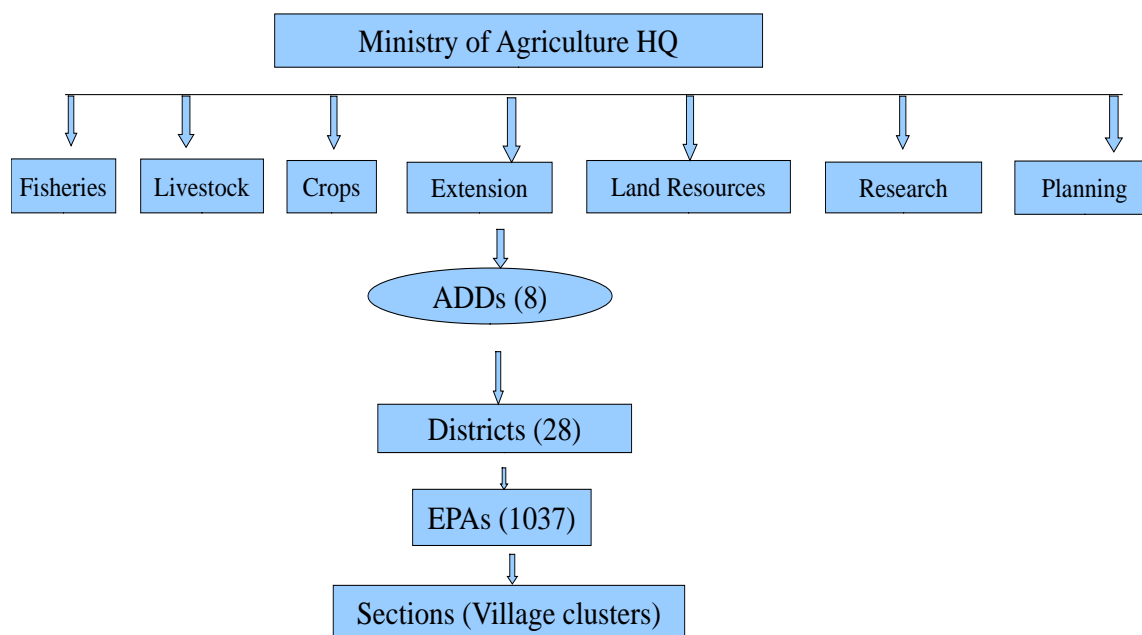 Ministry of Agriculture HQ
Fisheries
Livestock
Crops
Extension
Land Resources
Research
Planning
ADDs (8)
Districts (28)
EPAs (1037)
Sections (Village clusters)